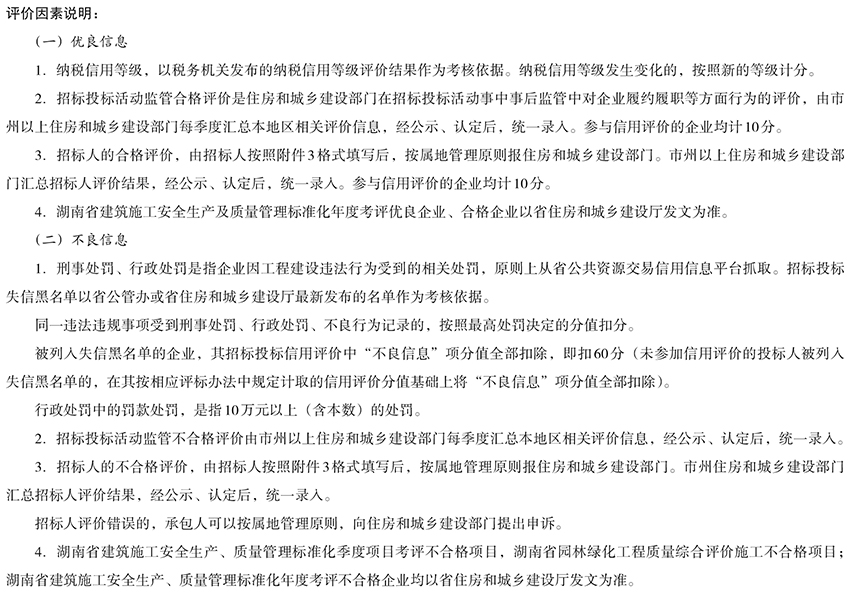 评价因素说明：
（一）优良信息
1．纳税信用等级，以税务机关发布的纳税信用等级评价结果作为考核依据。纳税信用等级发生变化的，按照新的等级计分。
2．招标投标活动监管合格评价是住房和城乡建设部门在招标投标活动事中事后监管中对企业履约履职等方面行为的评价，由市
州以上住房和城乡建设部门每季度汇总本地区相关评价信息，经公示、认定后，统一录入。参与信用评价的企业均计10分。
3．招标人的合格评价，由招标人按照附件3格式填写后，按属地管理原则报住房和城乡建设部门。市州以上住房和城乡建设部
门汇总招标人评价结果，经公示、认定后，统一录入。参与信用评价的企业均计10分。
4．湖南省建筑施工安全生产及质量管理标准化年度考评优良企业、合格企业以省住房和城乡建设厅发文为准。
（二）不良信息
1．刑事处罚、行政处罚是指企业因工程建设违法行为受到的相关处罚，原则上从省公共资源交易信用信息平台抓取。招标投标
失信黑名单以省公管办或省住房和城乡建设厅最新发布的名单作为考核依据。
同一违法违规事项受到刑事处罚、行政处罚、不良行为记录的，按照最高处罚决定的分值扣分。
被列入失信黑名单的企业，其招标投标信用评价中“不良信息”项分值全部扣除，即扣60分（未参加信用评价的投标人被列入
失信黑名单的，在其按相应评标办法中规定计取的信用评价分值基础上将“不良信息”项分值全部扣除）。
行政处罚中的罚款处罚，是指10万元以上（含本数）的处罚。
2．招标投标活动监管不合格评价由市州以上住房和城乡建设部门每季度汇总本地区相关评价信息，经公示、认定后，统一录入。
3．招标人的不合格评价，由招标人按照附件3格式填写后，按属地管理原则报住房和城乡建设部门。市州住房和城乡建设部门
汇总招标人评价结果，经公示、认定后，统一录入。
招标人评价错误的，承包人可以按属地管理原则，向住房和城乡建设部门提出申诉。
4．湖南省建筑施工安全生产、质量管理标准化季度项目考评不合格项目，湖南省园林绿化工程质量综合评价施工不合格项目；
湖南省建筑施工安全生产、质量管理标准化年度考评不合格企业均以省住房和城乡建设厅发文为准。